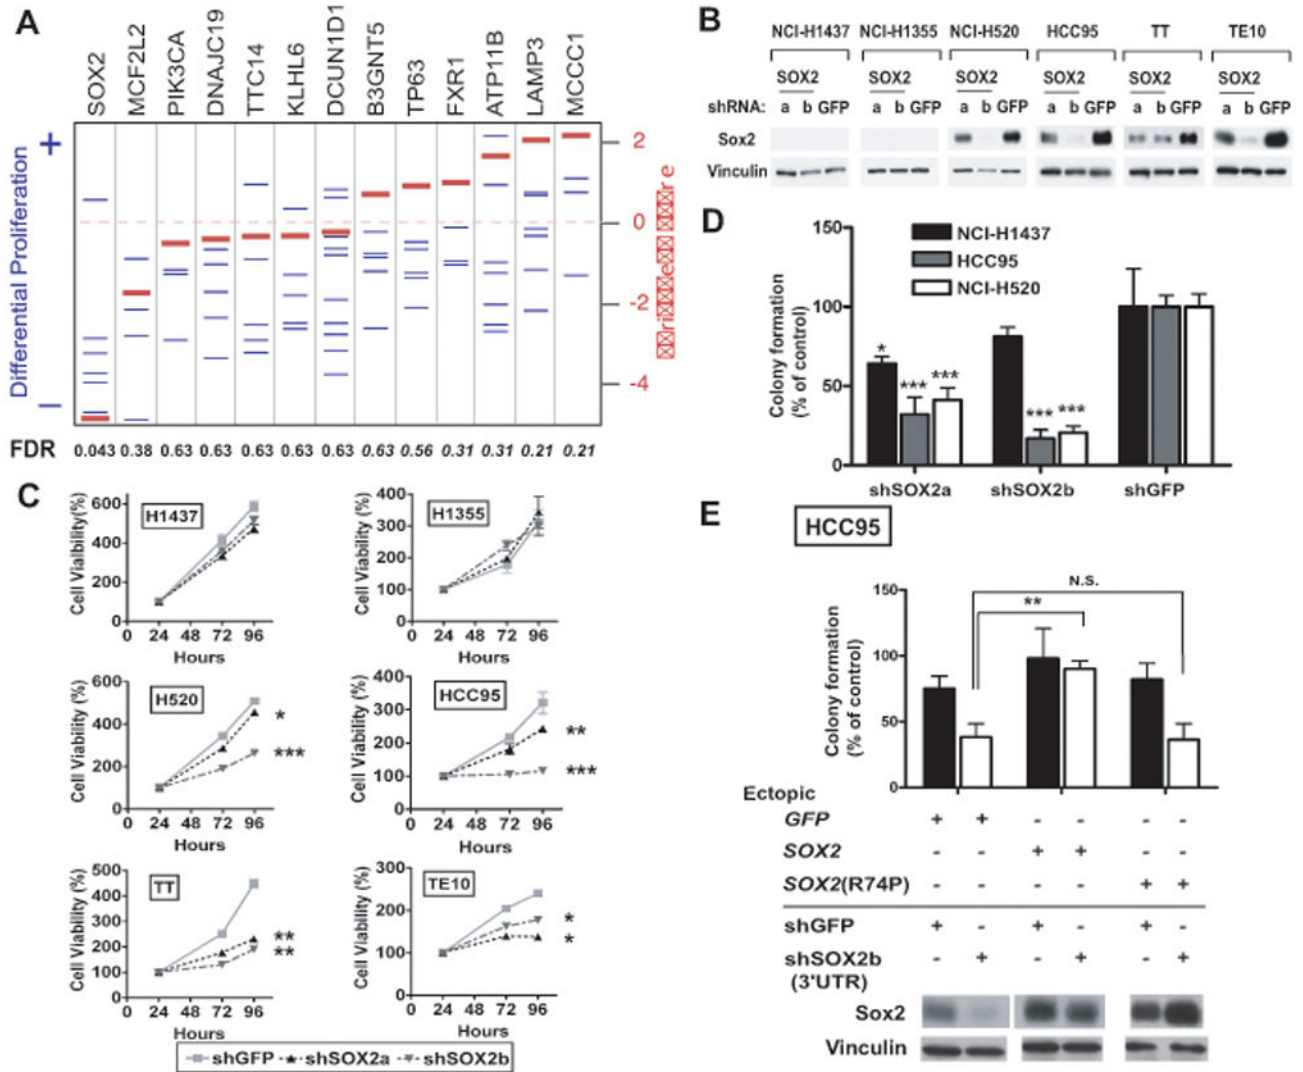 A
SOX2 MCF2L2 PIK3CA DNAJC19 TTC14 KLHL6 DCUN1D1 B3GNT5 TP63 FXR1 ATP11B LAMP3 MCCC1
Differential Proliferation
+
−
2
0
-2
-4
FDR 0.043 0.38 0.63 0.63 0.63 0.63 0.63 0.63 0.56 0.31 0.31 0.21 0.21
B
NCI-H1437 NCI-H1355 NCI-H520 HCC95 TT TE10
SOX2 SOX2 SOX2 SOX2 SOX2 SOX2
shRNA: a b GFP a b GFP a b GFP a b GFP a b GFP a b GFP
Sox2
Vinculin
C
H1437
Cell Vialbility(%)
600
400
200
0
0 24 48 72 96
Hours
H1355
Cell Viability (%)
400
300
200
100
0
0 24 48 72 96
Hours
H520
Cell Viability (%)
600
400
200
0
*
***
0 24 48 72 96
Hours
HCC95
Cell Viability (%)
400
300
200
100
0
**
***
0 24 48 72 96
Hours
TT
Cell Viability (%)
500
400
300
200
100
0
**
**
0 24 48 72 96
Hours
TE10
Cell Viability (%)
300
200
100
0
*
*
0 24 48 72 96
Hours
shGFP shSOX2a shSOX2b
D
Colony formation
(% of control)
150
100
50
0
NCI-H1437
HCC95
NCI-H520
* *** ***
*** ***
shSOX2a shSOX2b shGFP
E
HCC95
Colony formation
(% of control)
150
100
50
0
N.S.
**
Ectopic
GFP + + - - - -
SOX2 - - + + - -
SOX2(R74P) - - - - + +
shGFP + - + - + -
shSOX2b - + - + - +
(3'UTR)
Sox2
Vinculin